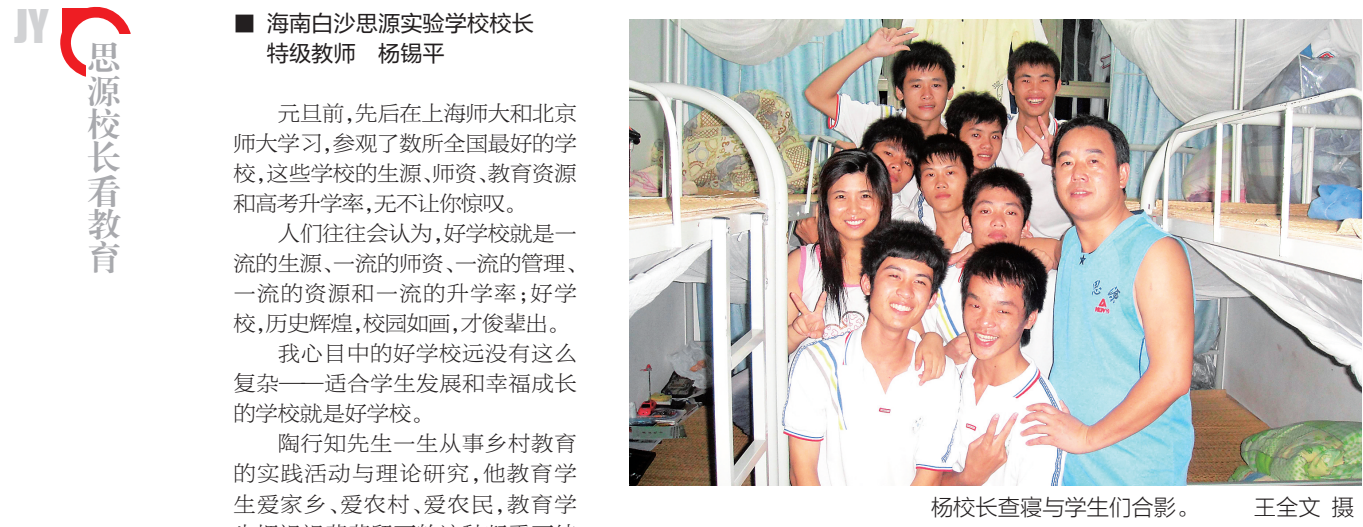 JY
思源校长看教育
■ 海南白沙思源实验学校校长
特级教师 杨锡平
元旦前,先后在上海师大和北京
师大学习,参观了数所全国最好的学
校,这些学校的生源、师资、教育资源
和高考升学率,无不让你惊叹。
人们往往会认为,好学校就是一
流的生源、一流的师资、一流的管理、
一流的资源和一流的升学率;好学
校,历史辉煌,校园如画,才俊辈出。
我心目中的好学校远没有这么
复杂——适合学生发展和幸福成长
的学校就是好学校。
陶行知先生一生从事乡村教育
的实践活动与理论研究,他教育学
生爱家乡、爱农村、爱农民,教育学
思源
杨校长查寝与学生们合影。 王全文 摄